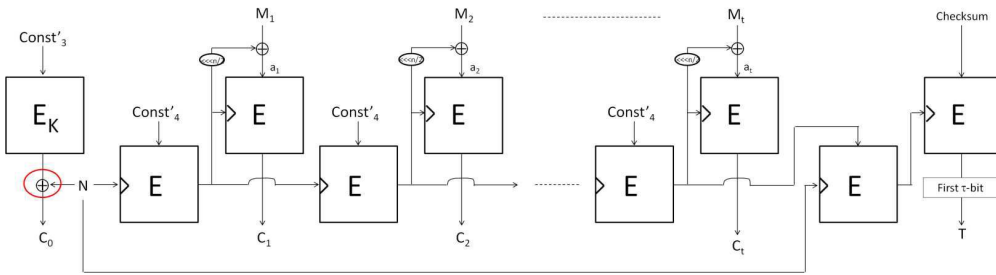 M₁ M₂ Mₜ Checksum
Const'₃
<<<n/2 <<<n/2 <<<n/2
a₁ a₂ aₜ
Const'₄ Const'₄ Const'₄
E_K E E E E
E E E E
N
First τ-bit
C₀ C₁ C₂ Cₜ T